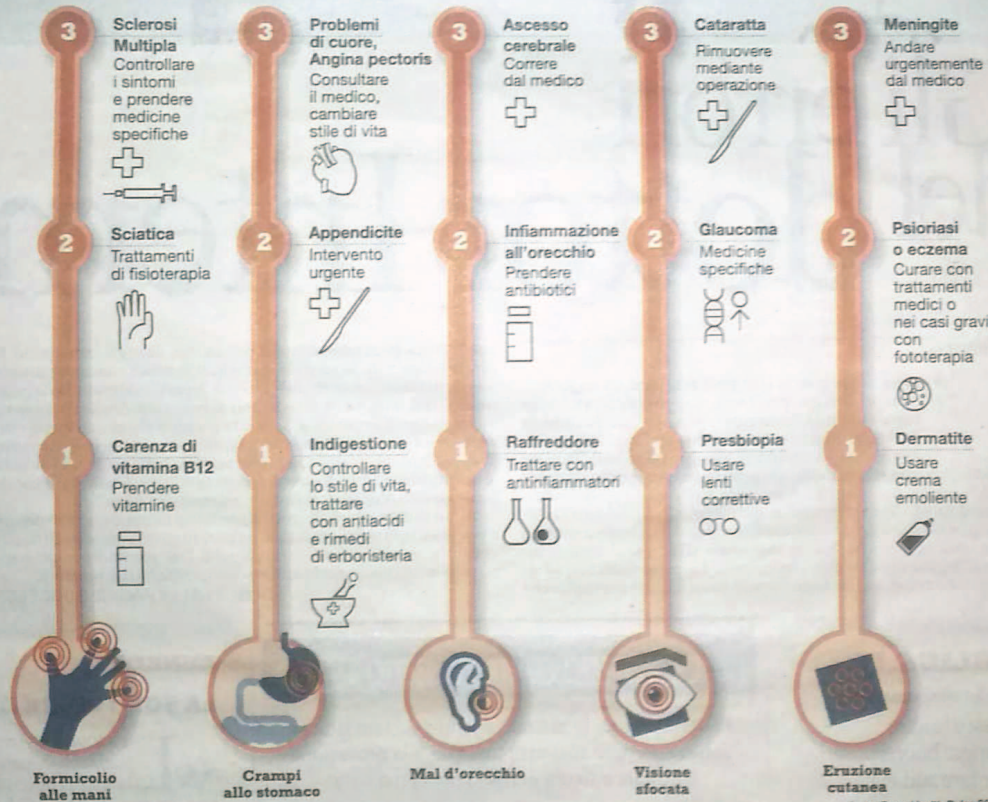 3
Sclerosi
Multipla
Controllare
i sintomi
e prendere
medicine
specifiche
2
Sciatica
Trattamenti
di fisioterapia
1
Carenza di
vitamina B12
Prendere
vitamine
Formicolio
alle mani
3
Problemi
di cuore,
Angina pectoris
Consultare
il medico,
cambiare
stile di vita
2
Appendicite
Intervento
urgente
1
Indigestione
Controllare
lo stile di vita,
trattare
con antiacidi
e rimedi
di erboristeria
Crampi
allo stomaco
3
Ascesso
cerebrale
Correre
dal medico
2
Infiammazione
all'orecchio
Prendere
antibiotici
1
Raffreddore
Trattare con
antinfiammatori
Mal d'orecchio
3
Cataratta
Rimuovere
mediante
operazione
2
Glaucoma
Medicine
specifiche
1
Presbiopia
Usare
lenti
correttive
Visione
sfocata
3
Meningite
Andare
urgentemente
dal medico
2
Psioriasi
o eczema
Curare con
trattamenti
medici o
nei casi gravi
con
fototerapia
1
Dermatite
Usare
crema
emoliente
Eruzione
cutanea